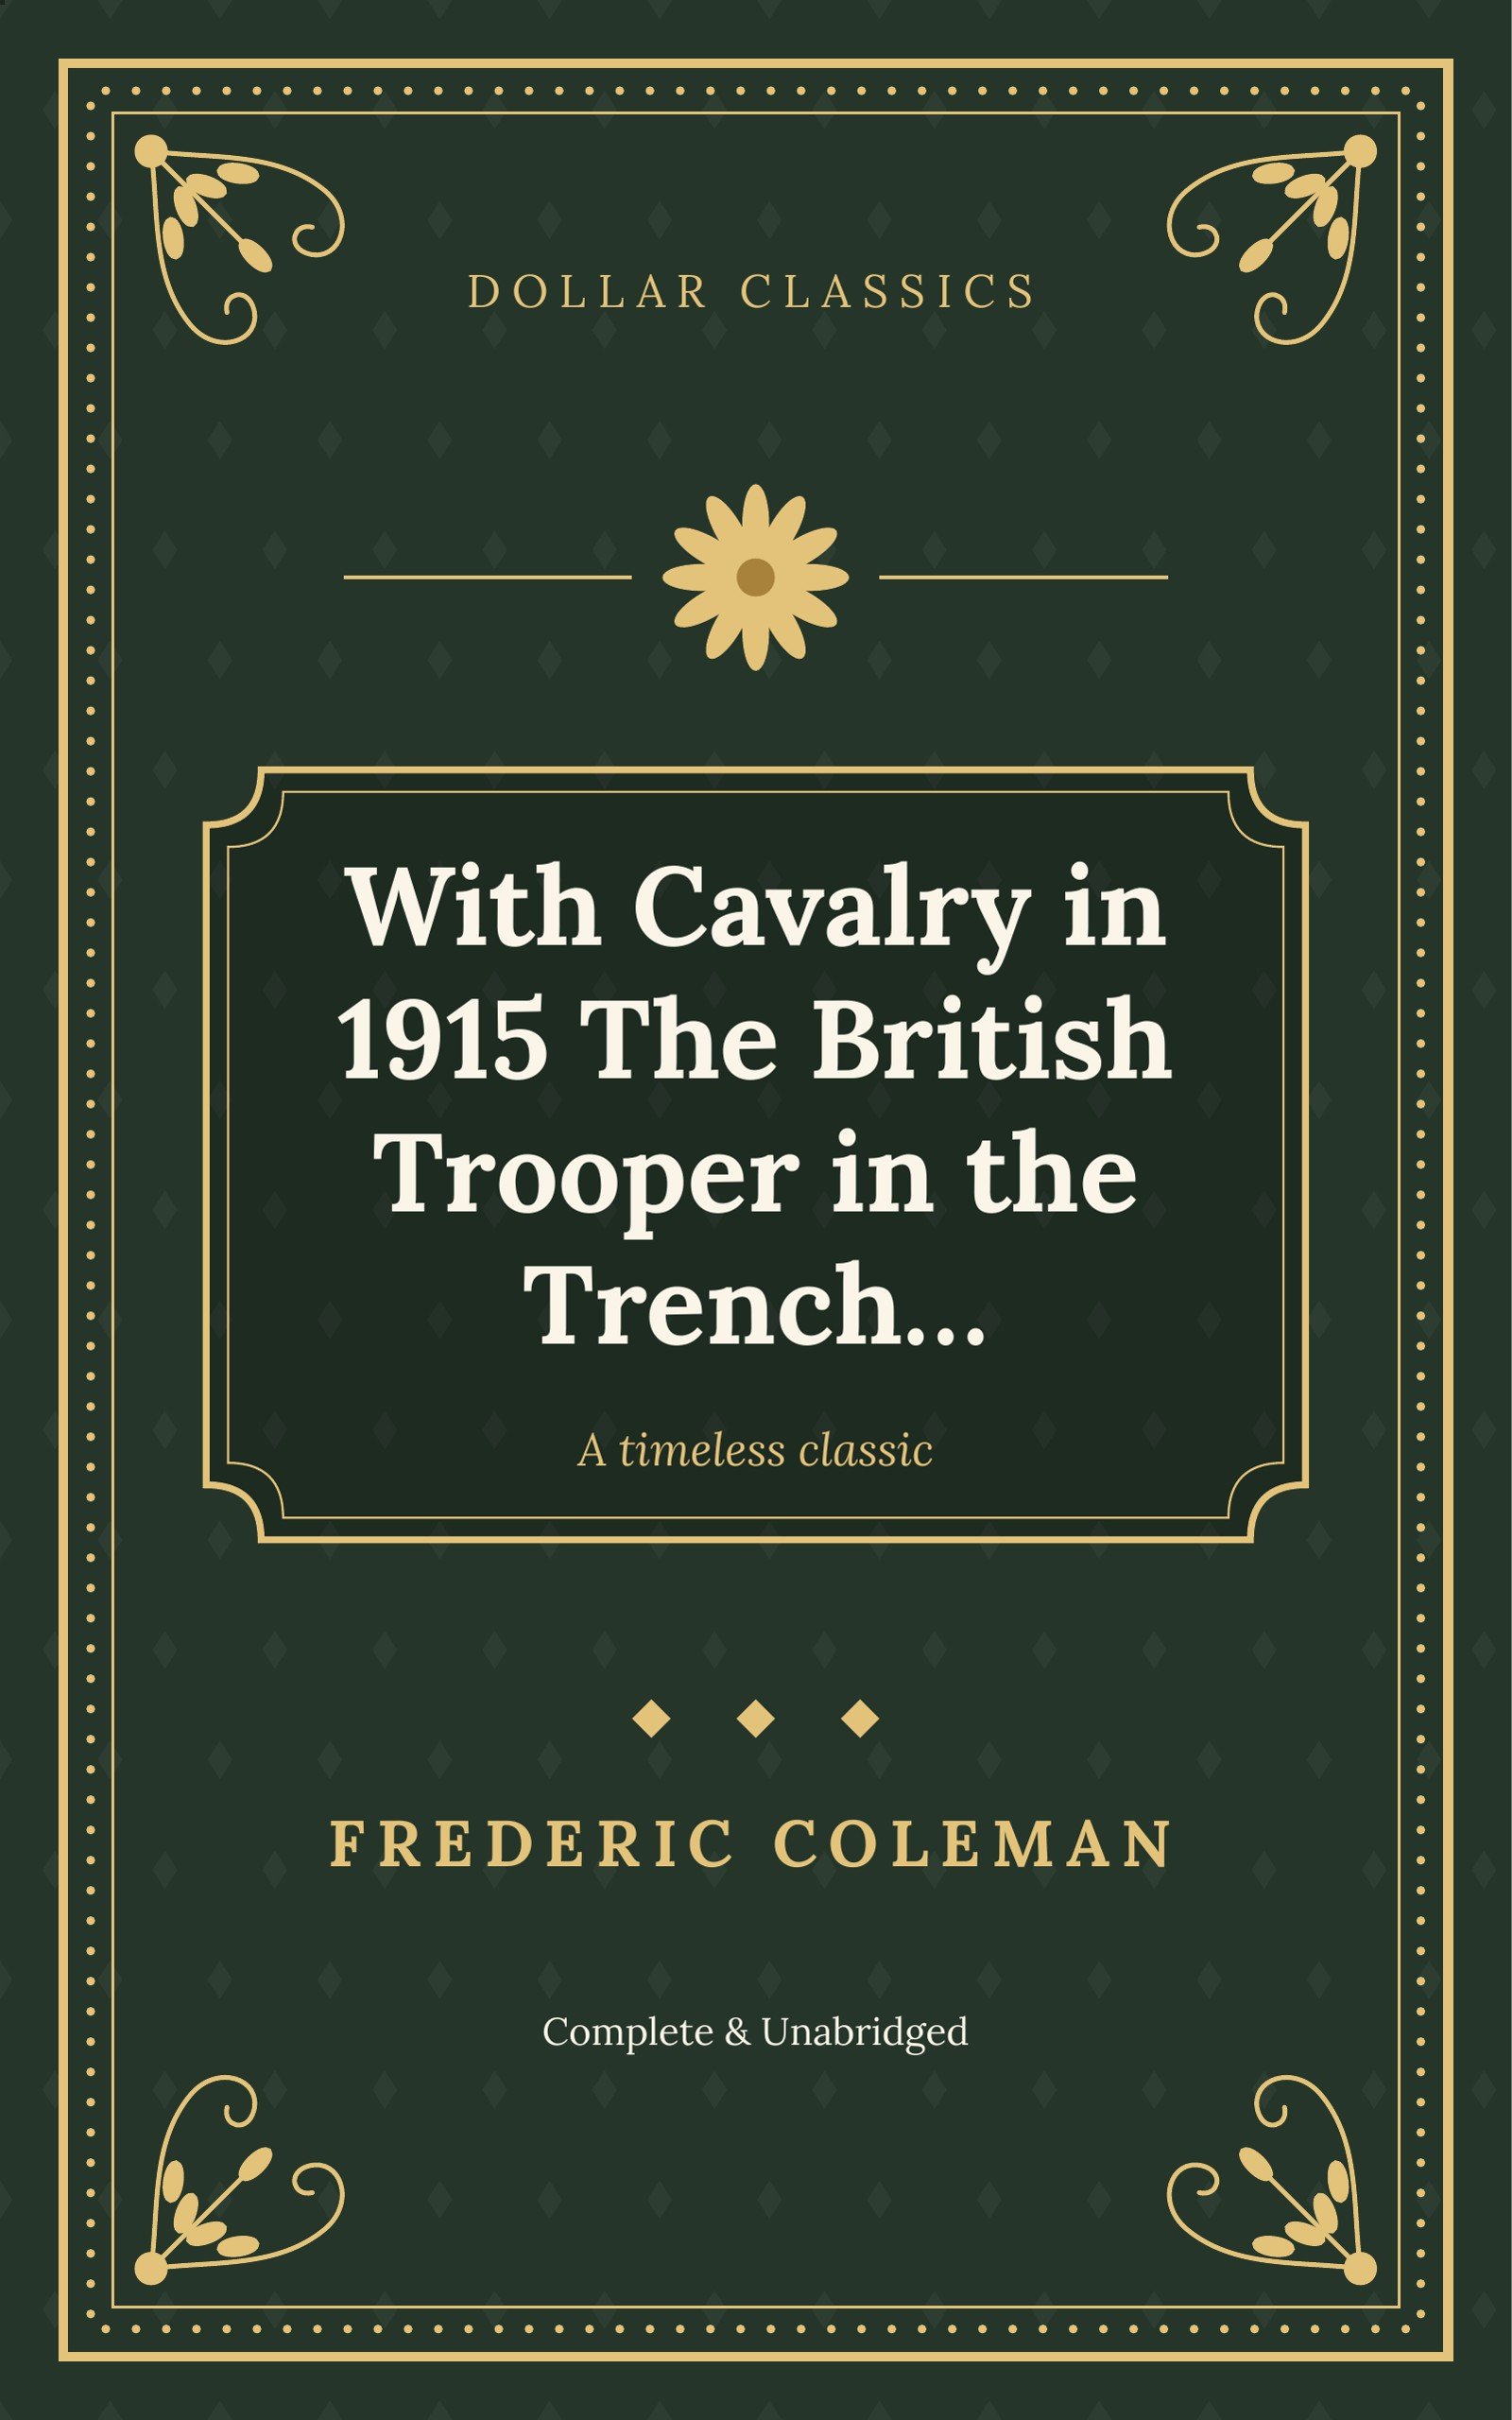 DOLLAR CLASSICS
With Cavalry in
1915 The British
Trooper in the
Trench...
A timeless classic
FREDERIC COLEMAN
Complete & Unabridged